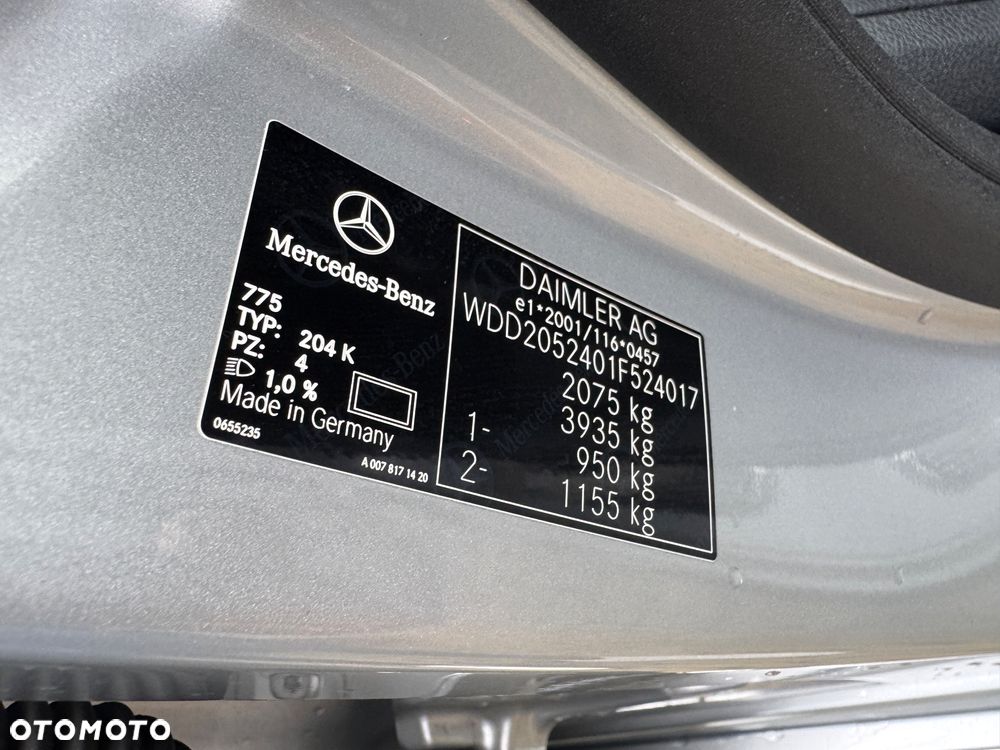 Mercedes-Benz
775
TYP: 204 K
PZ: 4
1,0 %
Made in Germany
0655235
A 007 817 14 20
DAIMLER AG
e1*2001/116*0457
WDD2052401F524017
2075 kg
3935 kg
1- 950 kg
2- 1155 kg
OTOMOTO